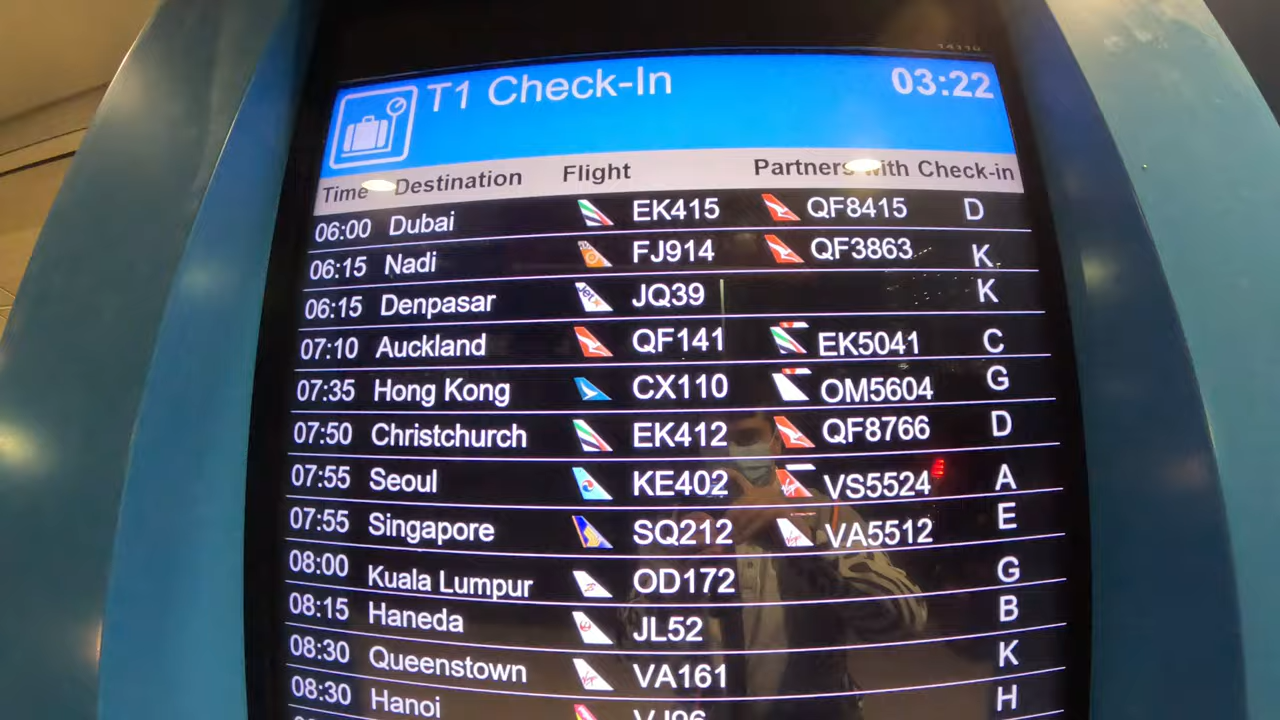 14110
T1 Check-In 03:22
Time Destination Flight Partners with Check-in
06:00 Dubai EK415 QF8415 D
06:15 Nadi FJ914 QF3863 K
06:15 Denpasar Jet JQ39 K
07:10 Auckland QF141 EK5041 C
07:35 Hong Kong CX110 OM5604 G
07:50 Christchurch EK412 QF8766 D
07:55 Seoul KE402 VS5524 A
07:55 Singapore SQ212 VA5512 E
08:00 Kuala Lumpur OD172 G
08:15 Haneda JL52 B
08:30 Queenstown VA161 K
08:30 Hanoi VJ96 H